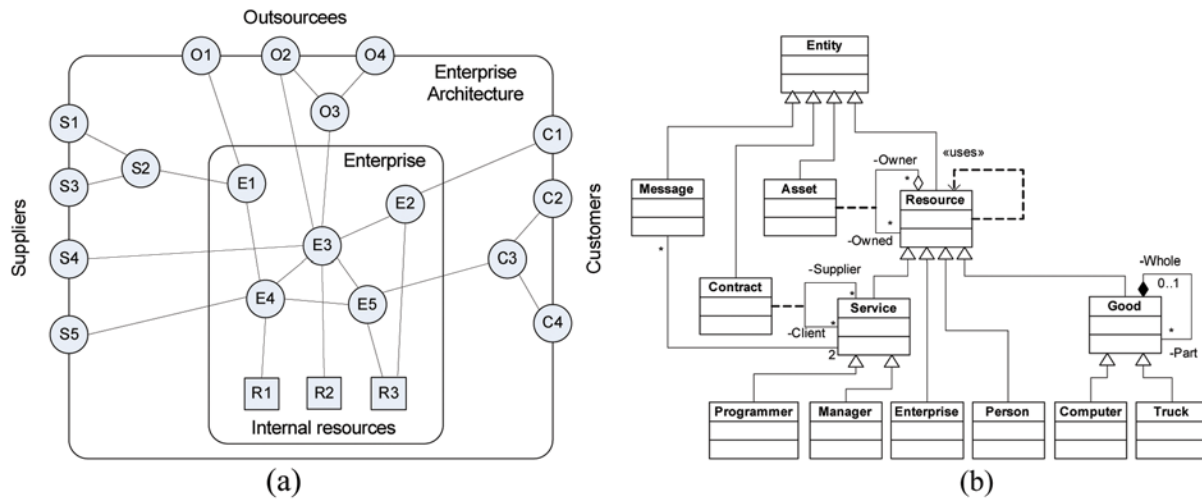 Outsourcees
O1
O2
O4
Enterprise
Architecture
O3
S1
S2
S3
S4
S5
Suppliers
Enterprise
E1
E2
E3
E4
E5
R1
R2
R3
Internal resources
C1
C2
C3
C4
Customers
(a)
Entity
«uses»
-Owner
*
Message
Asset
Resource
*
-Owned
*
-Supplier
*
Contract
Service
*
-Client
2
-Whole
0..1
Good
*
-Part
Programmer
Manager
Enterprise
Person
Computer
Truck
(b)